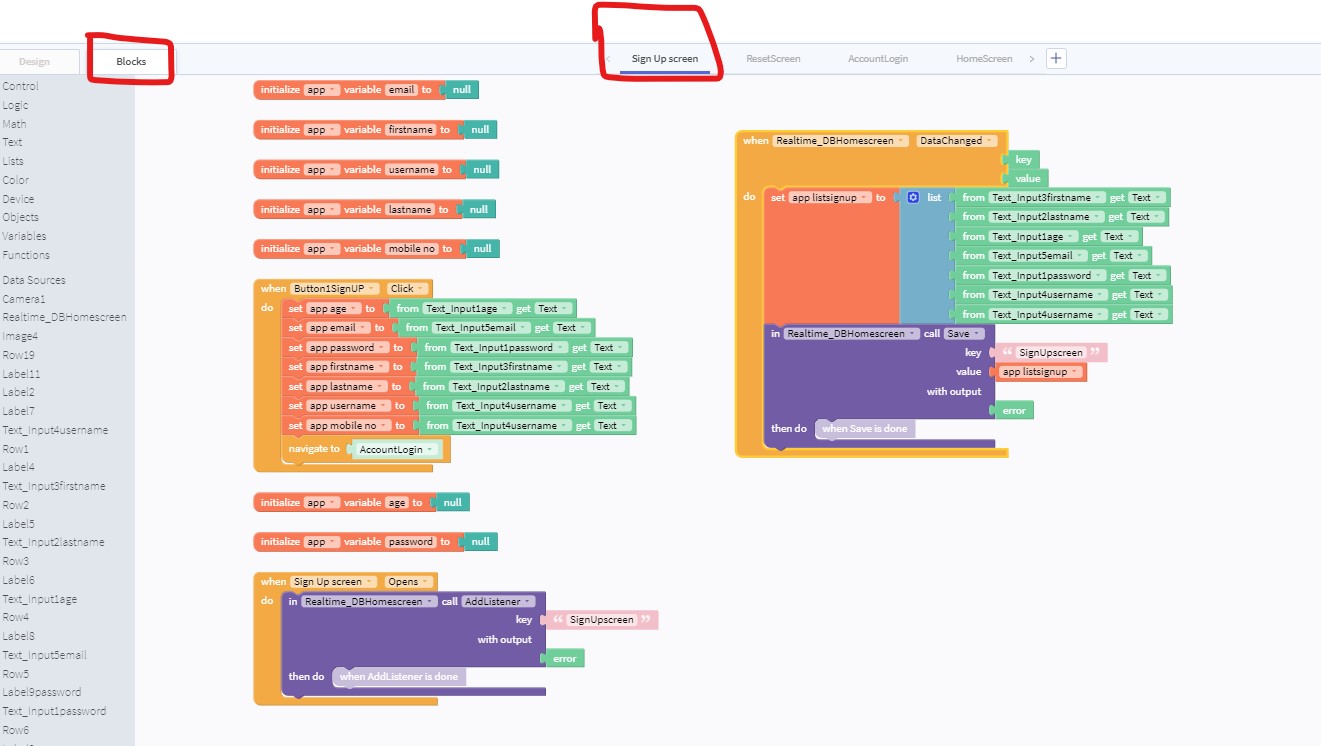 Design
Blocks
Sign Up screen
ResetScreen
AccountLogin
HomeScreen
Control
Logic
Math
Text
Lists
Color
Device
Objects
Variables
Functions
Data Sources
Camera1
Realtime_DBHomescreen
Image4
Row19
Label11
Label2
Label7
Text_Input4username
Row1
Label4
Text_Input3firstname
Row2
Label5
Text_Input2lastname
Row3
Label6
Text_Input1age
Row4
Label8
Text_Input5email
Row5
Label9password
Text_Input1password
Row6
initialize app variable email to null
initialize app variable firstname to null
initialize app variable username to null
initialize app variable lastname to null
initialize app variable mobile no to null
when Button1SignUP Click
do set app age to from Text_Input1age get Text
set app email to from Text_Input5email get Text
set app password to from Text_Input1password get Text
set app firstname to from Text_Input3firstname get Text
set app lastname to from Text_Input2lastname get Text
set app username to from Text_Input4username get Text
set app mobile no to from Text_Input4username get Text
navigate to AccountLogin
initialize app variable age to null
initialize app variable password to null
when Sign Up screen Opens
do in Realtime_DBHomescreen call AddListener
key “ SignUpscreen ”
with output
error
then do when AddListener is done
when Realtime_DBHomescreen DataChanged
key
value
do set app listsignup to list from Text_Input3firstname get Text
from Text_Input2lastname get Text
from Text_Input1age get Text
from Text_Input5email get Text
from Text_Input1password get Text
from Text_Input4username get Text
from Text_Input4username get Text
in Realtime_DBHomescreen call Save
key “ SignUpscreen ”
value app listsignup
with output
error
then do when Save is done